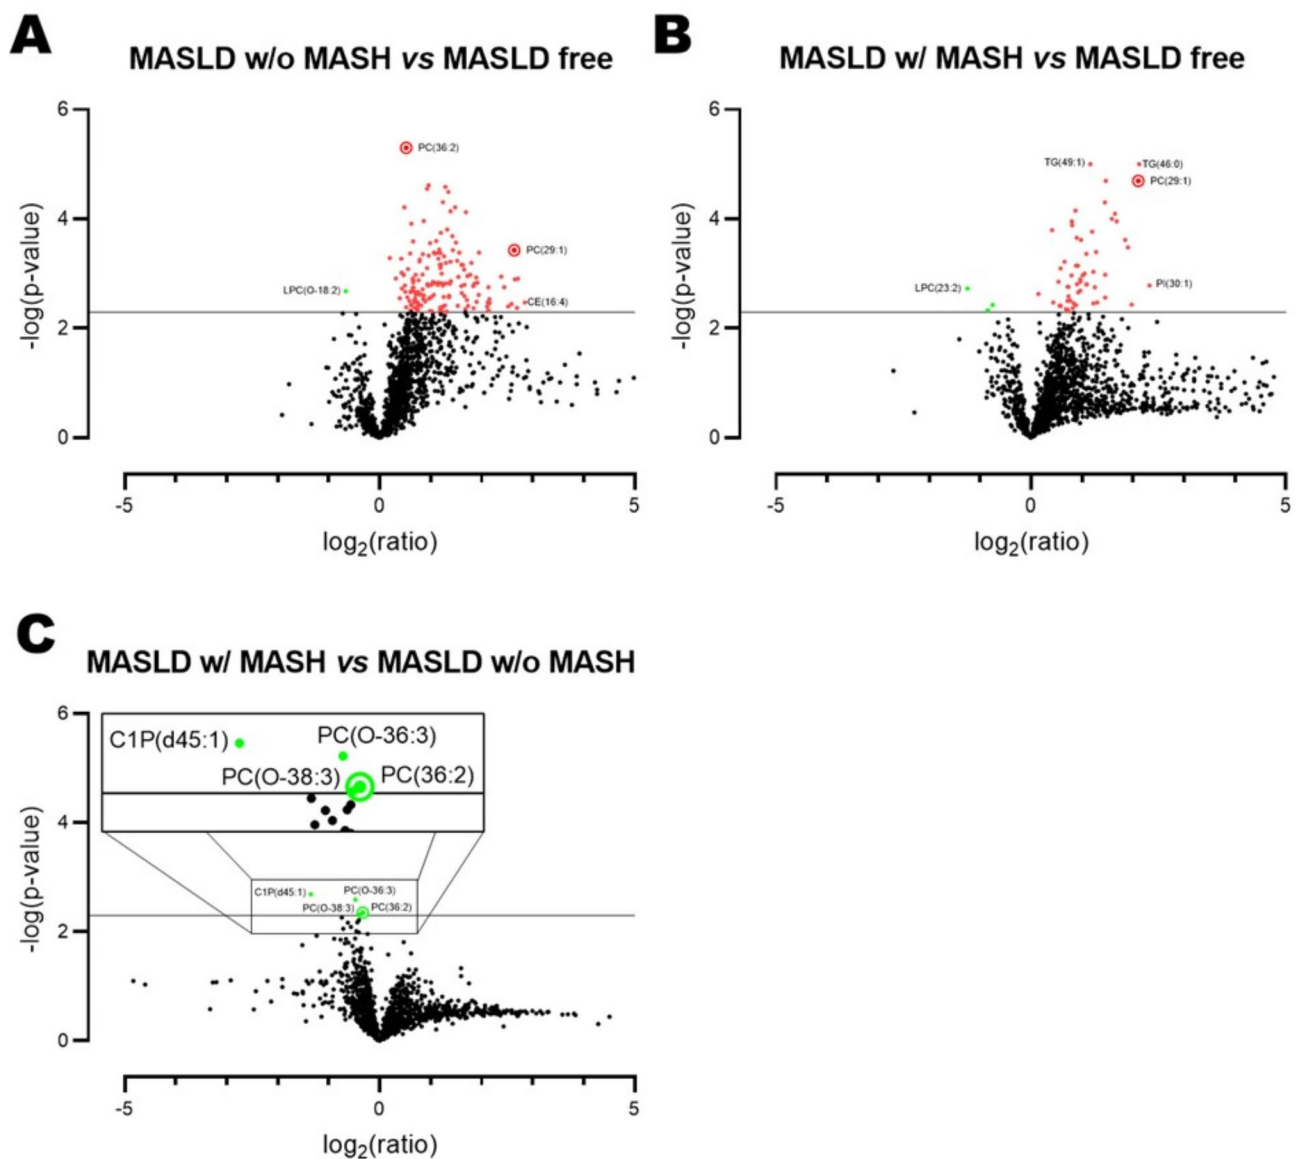 A
MASLD w/o MASH vs MASLD free
6
4
2
0
-log(p-value)
PC(36:2)
PC(29:1)
LPC(O-18:2)
CE(16:4)
-5
0
5
log2(ratio)
B
MASLD w/ MASH vs MASLD free
6
4
2
0
-log(p-value)
TG(49:1)
TG(46:0)
PC(29:1)
LPC(23:2)
PI(30:1)
-5
0
5
log2(ratio)
C
MASLD w/ MASH vs MASLD w/o MASH
6
4
2
0
-log(p-value)
C1P(d45:1)
PC(O-36:3)
PC(O-38:3)
PC(36:2)
C1P(d45:1)
PC(O-36:3)
PC(O-38:3)
PC(36:2)
-5
0
5
log2(ratio)